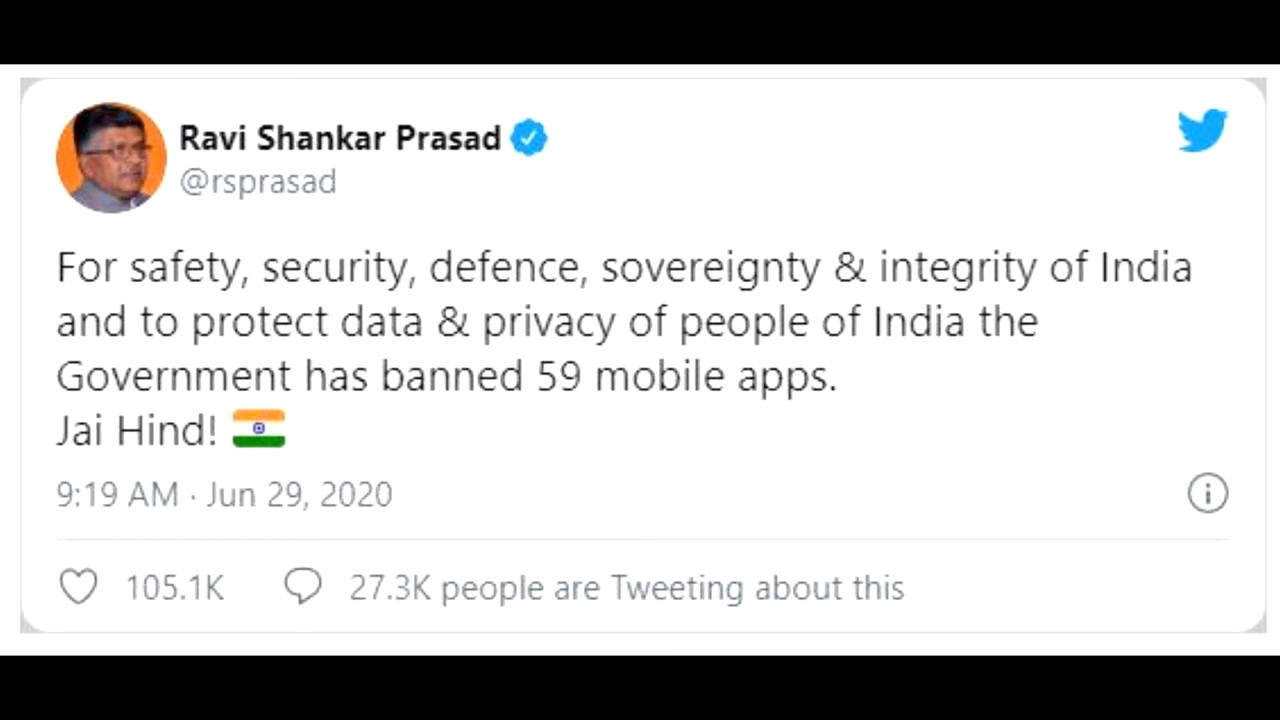 Ravi Shankar Prasad
@rsprasad
For safety, security, defence, sovereignty & integrity of India
and to protect data & privacy of people of India the
Government has banned 59 mobile apps.
Jai Hind! 🇮🇳
9:19 AM · Jun 29, 2020
105.1K 27.3K people are Tweeting about this